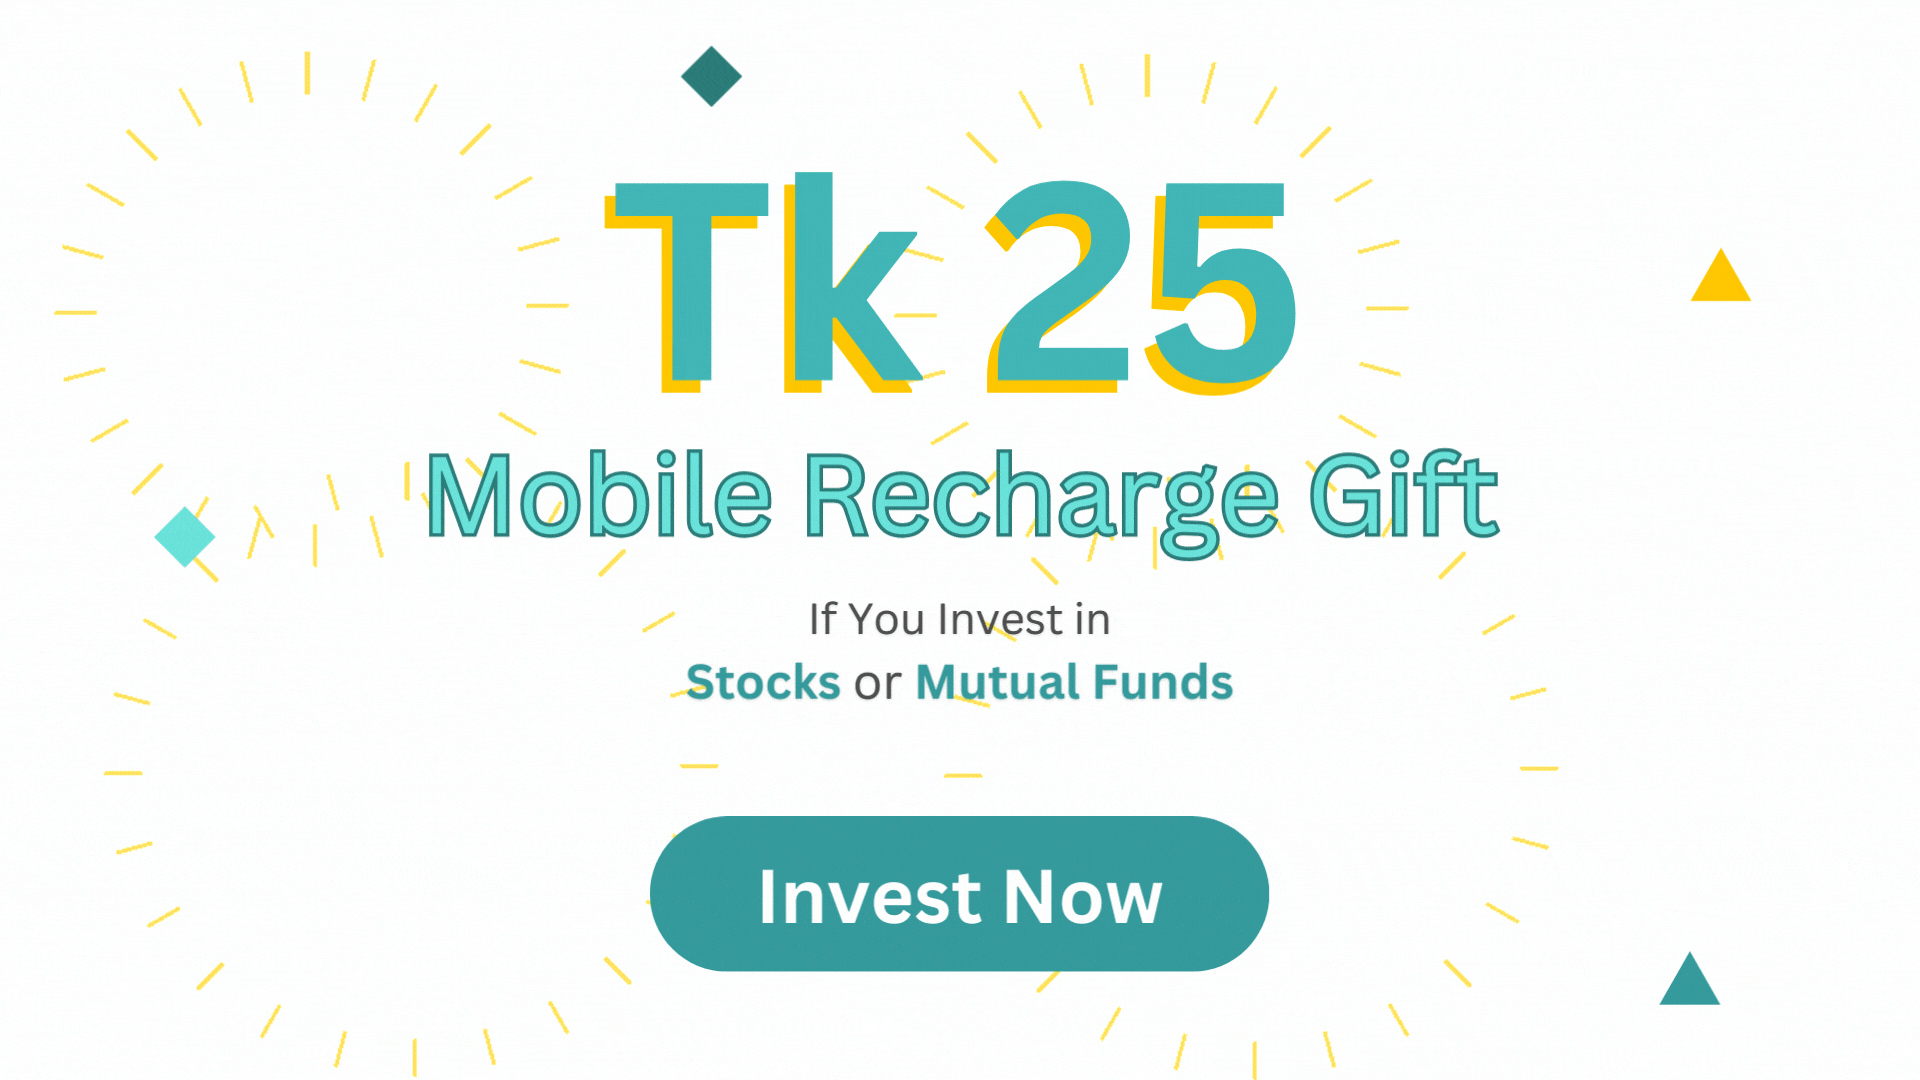 Tk 25
Mobile Recharge Gift
If You Invest in
Stocks or Mutual Funds
Invest Now